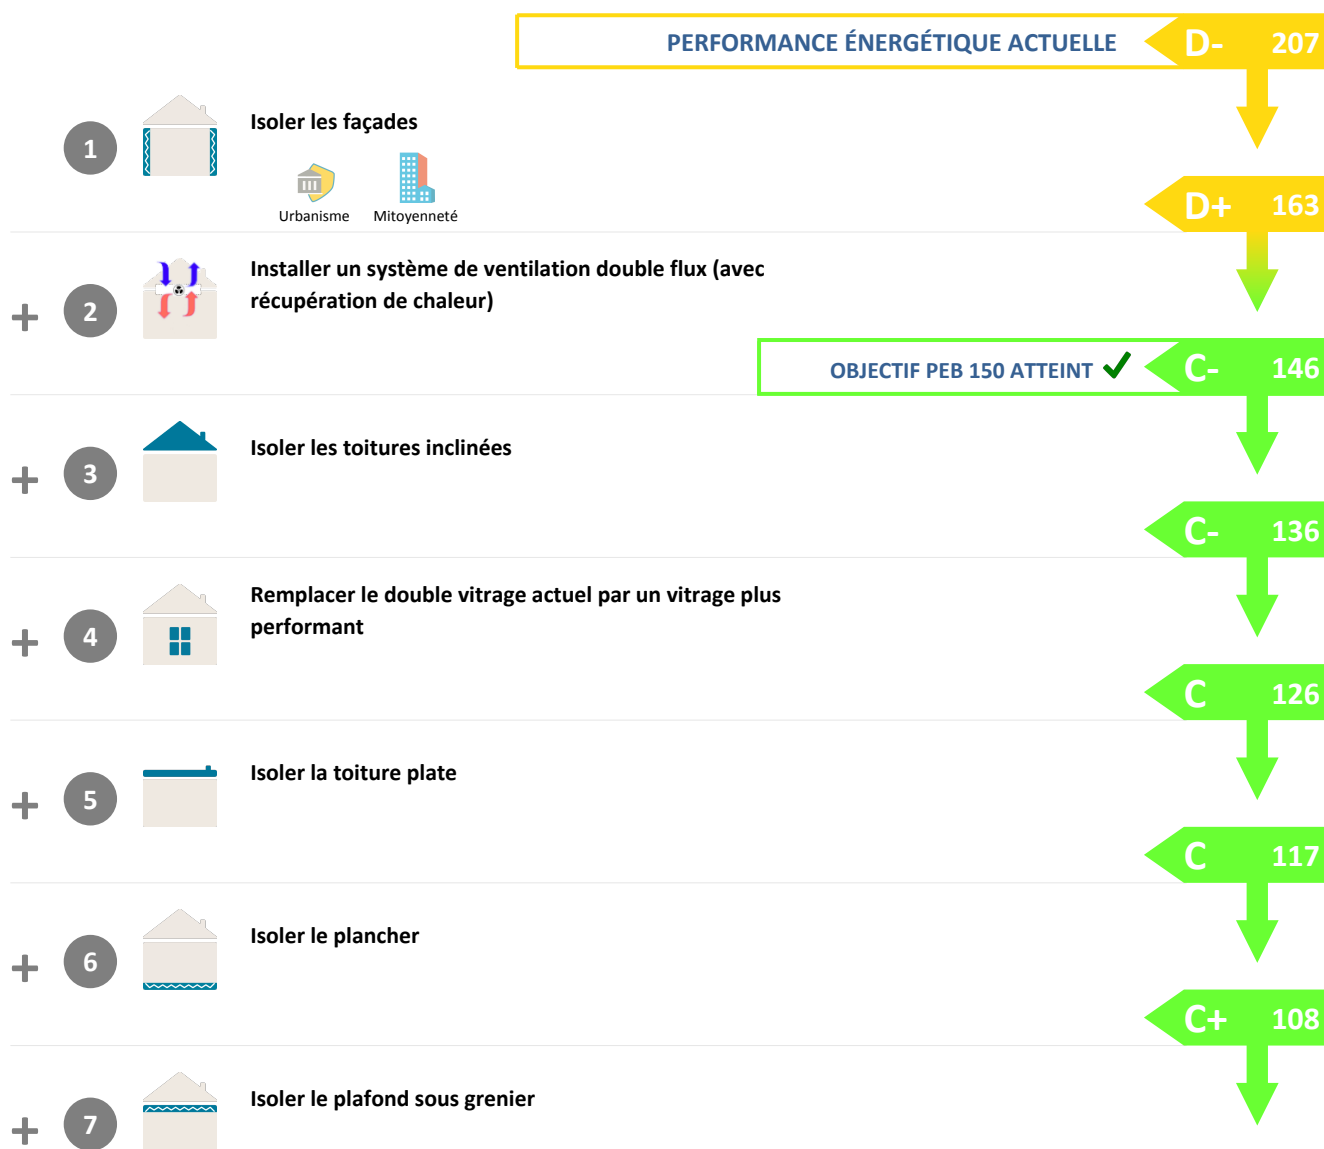 PERFORMANCE ÉNERGÉTIQUE ACTUELLE D- 207
1 Isoler les façades
Urbanisme Mitoyenneté
D+ 163
+ 2 Installer un système de ventilation double flux (avec
récupération de chaleur)
OBJECTIF PEB 150 ATTEINT ✓ C- 146
+ 3 Isoler les toitures inclinées
C- 136
+ 4 Remplacer le double vitrage actuel par un vitrage plus
performant
C 126
+ 5 Isoler la toiture plate
C 117
+ 6 Isoler le plancher
C+ 108
+ 7 Isoler le plafond sous grenier